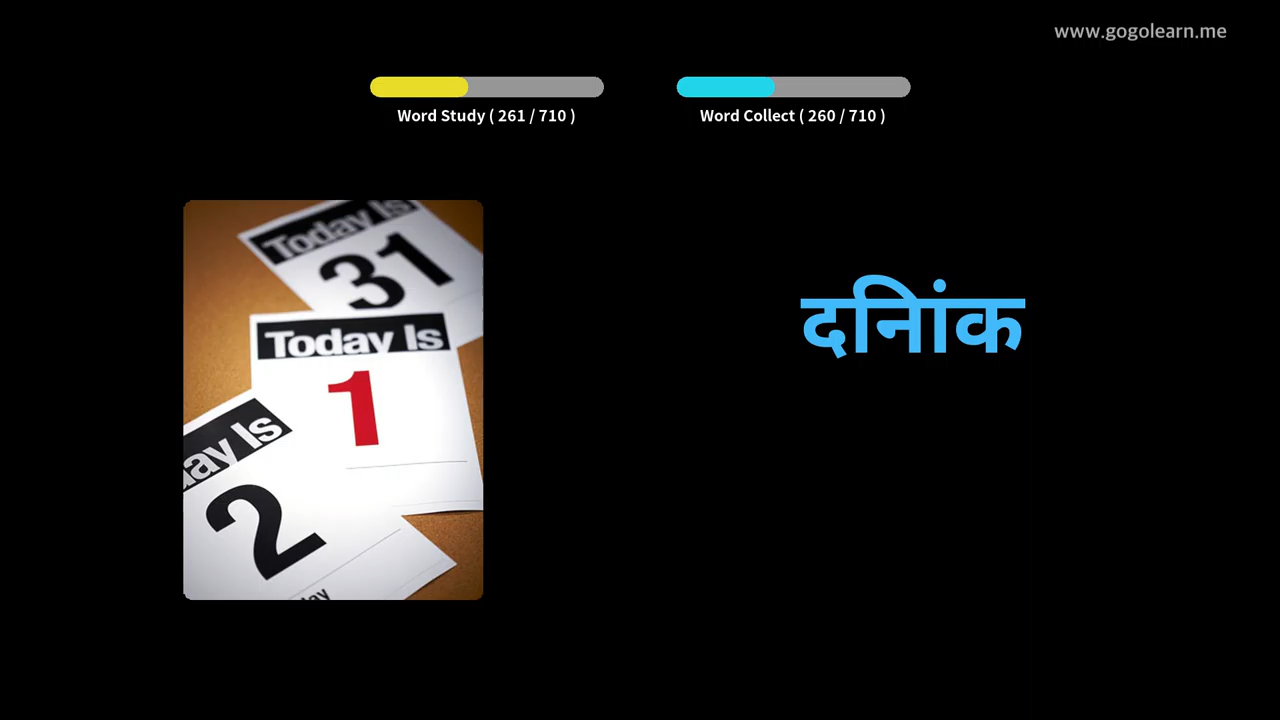 www.gogolearn.me
Word Study ( 261 / 710 )
Word Collect ( 260 / 710 )
Today Is
31
Today Is
1
ay Is
2
दनिांक